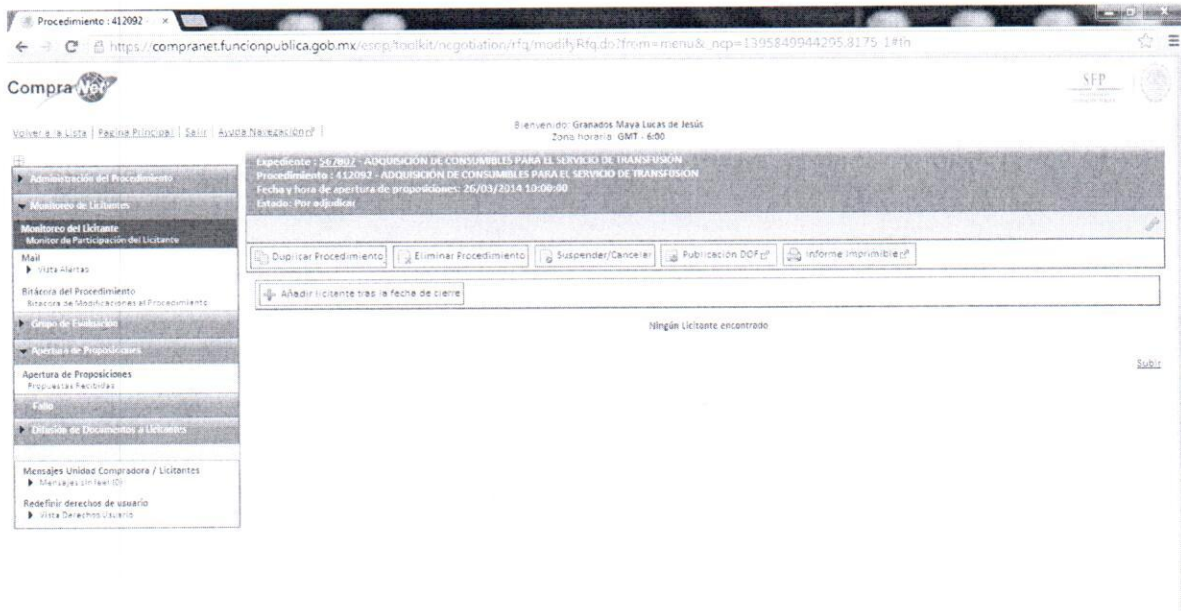 Procedimiento : 412092 - ×
https://compranet.funcionpublica.gob.mx/esop/toolkit/negotiation/rfq/modifyRfq.do?from=menu&_ncp=1395849944295.8175-1#fh
CompraNet
SFP
Volver a la Lista | Página Principal | Salir | Ayuda Navegación |
Bienvenido: Granados Maya Lucas de Jesús
Zona horaria: GMT - 6:00
Expediente : 567807 - ADQUISICIÓN DE CONSUMIBLES PARA EL SERVICIO DE TRANSFUSIÓN
Procedimiento : 412092 - ADQUISICIÓN DE CONSUMIBLES PARA EL SERVICIO DE TRANSFUSIÓN
Fecha y hora de apertura de proposiciones: 26/03/2014 10:00:00
Estado: Por adjudicar
Duplicar Procedimiento
Eliminar Procedimiento
Suspender/Cancelar
Publicación DOF
Informe Imprimible
Añadir licitante tras la fecha de cierre
Ningún Licitante encontrado
Subir
Administración del Procedimiento
Monitoreo de Licitantes
Monitoreo del Licitante
Monitor de Participación del Licitante
Mail
Vista Alertas
Bitácora del Procedimiento
Bitácora de Modificaciones al Procedimiento
Grupo de Evaluación
Apertura de Proposiciones
Apertura de Proposiciones
Propuestas Recibidas
Fallo
Difusión de Documentos a Licitantes
Mensajes Unidad Compradora / Licitantes
Mensajes sin leer (0)
Redefinir derechos de usuario
Vista Derechos Usuario